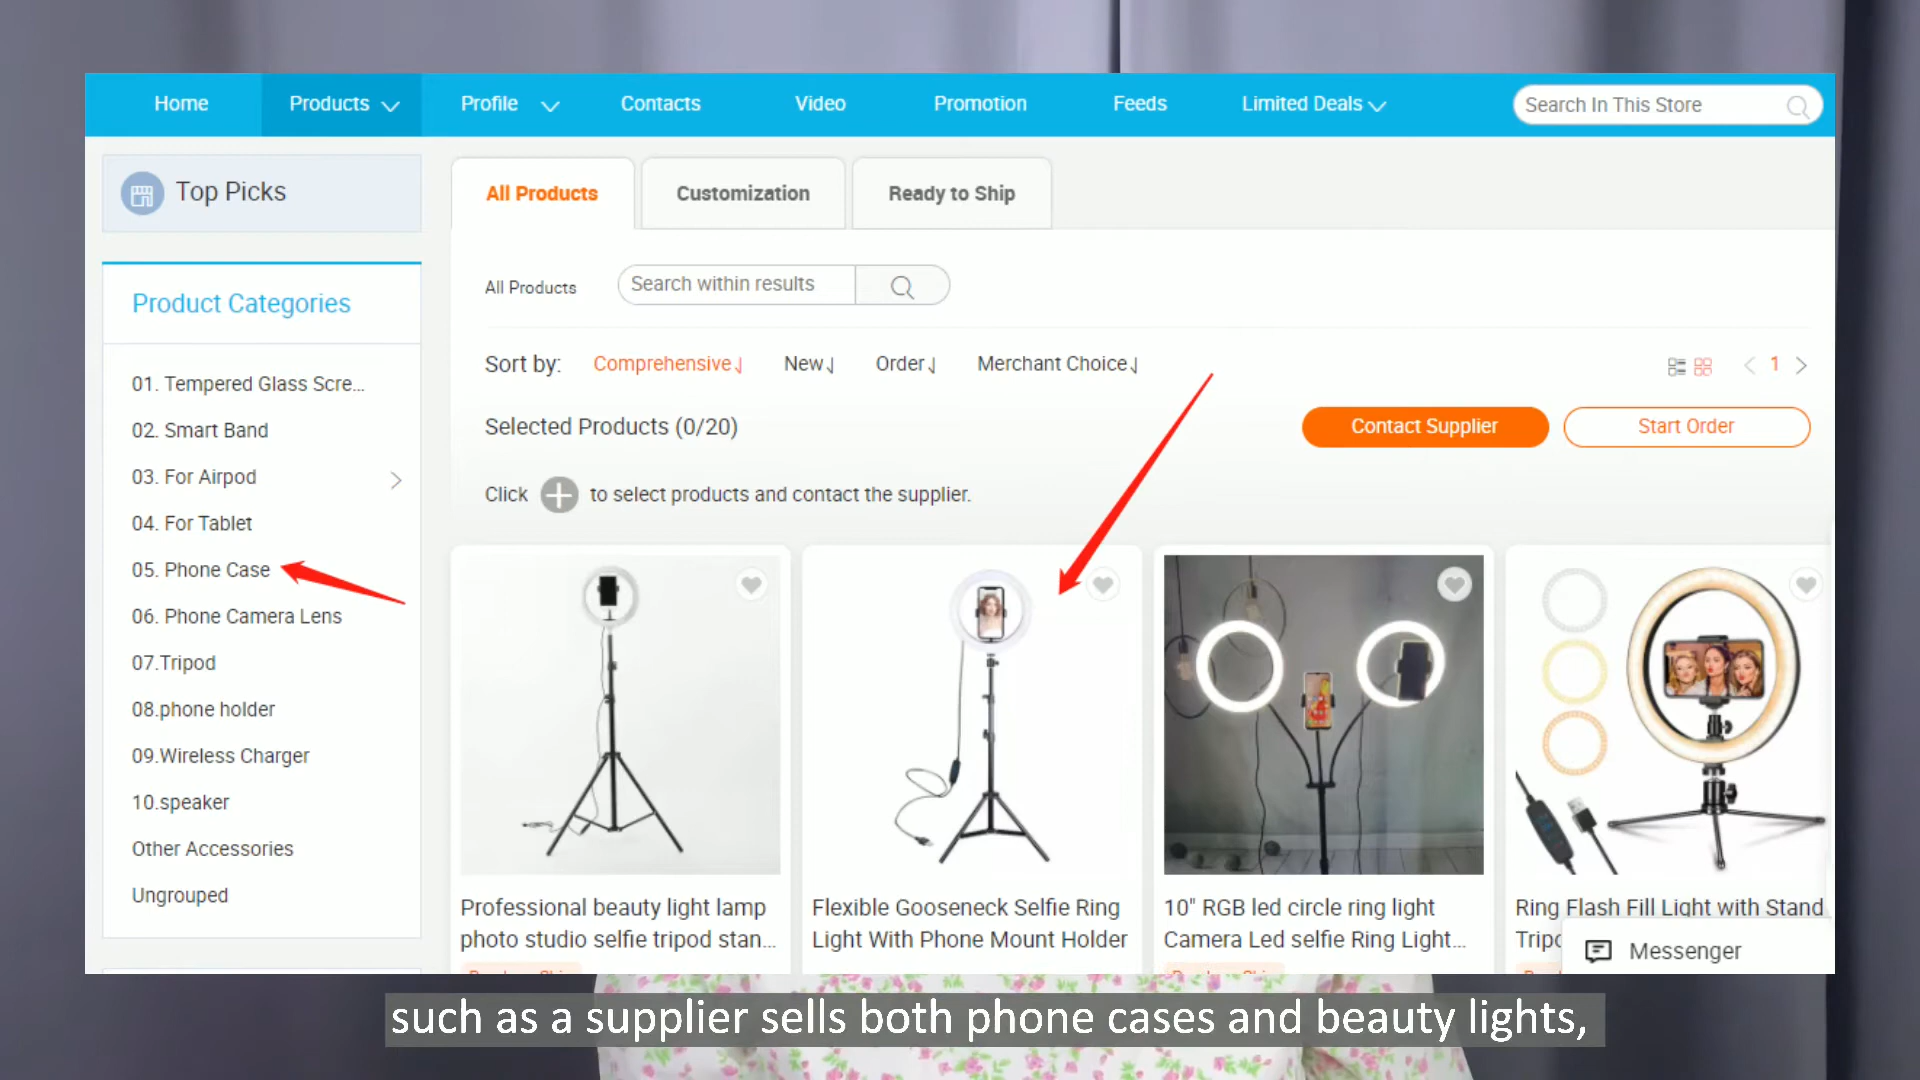 Home
Products
Profile
Contacts
Video
Promotion
Feeds
Limited Deals
Search In This Store
Top Picks
All Products
Customization
Ready to Ship
Product Categories
All Products
Search within results
Sort by:
Comprehensive
New
Order
Merchant Choice
1
Selected Products (0/20)
Contact Supplier
Start Order
Click
to select products and contact the supplier.
01. Tempered Glass Scre...
02. Smart Band
03. For Airpod
04. For Tablet
05. Phone Case
06. Phone Camera Lens
07.Tripod
08.phone holder
09.Wireless Charger
10.speaker
Other Accessories
Ungrouped
Professional beauty light lamp
photo studio selfie tripod stan...
Flexible Gooseneck Selfie Ring
Light With Phone Mount Holder
10" RGB led circle ring light
Camera Led selfie Ring Light...
Ring Flash Fill Light with Stand
Messenger
such as a supplier sells both phone cases and beauty lights,